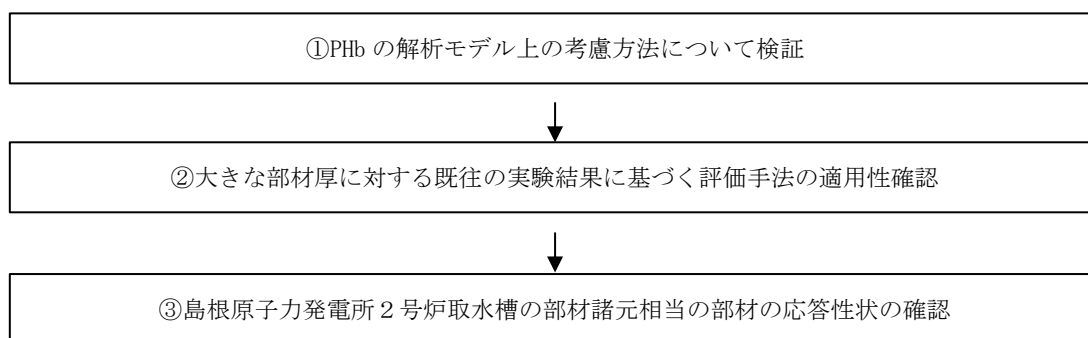 ①PHb の解析モデル上の考慮方法について検証
②大きな部材厚に対する既往の実験結果に基づく評価手法の適用性確認
③島根原子力発電所２号炉取水槽の部材諸元相当の部材の応答性状の確認